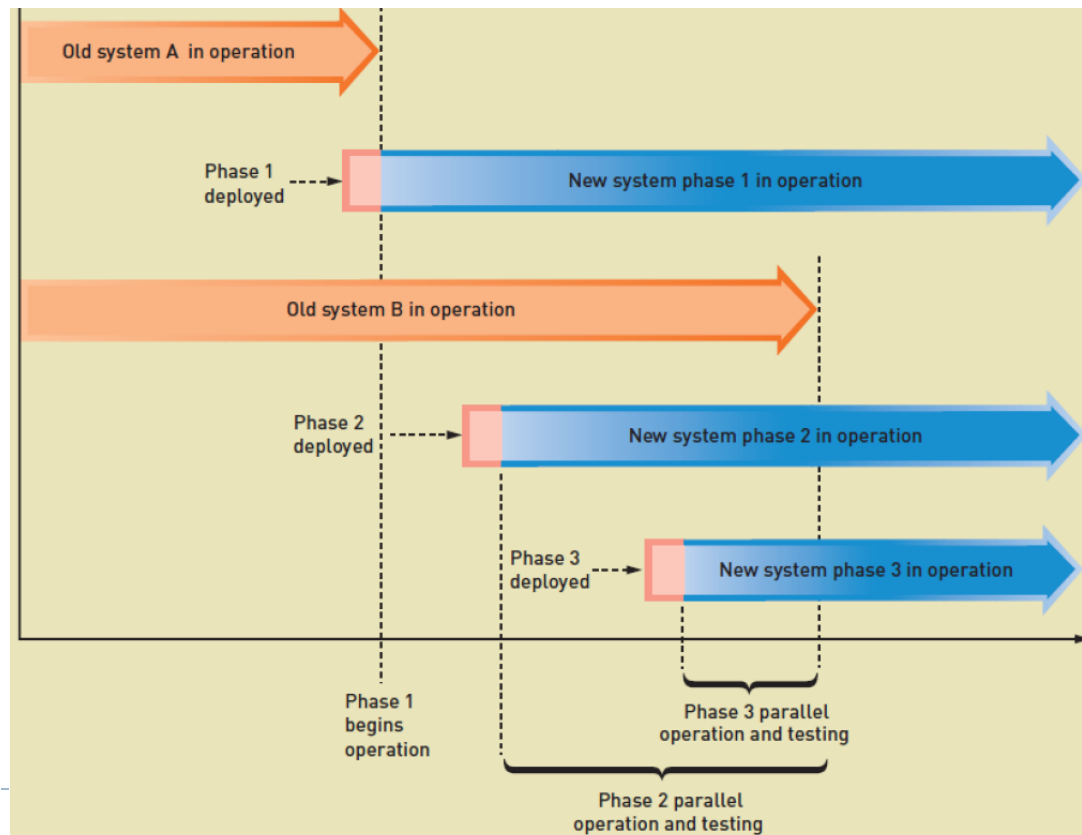 Old system A in operation
Phase 1
deployed
New system phase 1 in operation
Old system B in operation
Phase 2
deployed
New system phase 2 in operation
Phase 3
deployed
New system phase 3 in operation
Phase 1
begins
operation
Phase 3 parallel
operation and testing
Phase 2 parallel
operation and testing